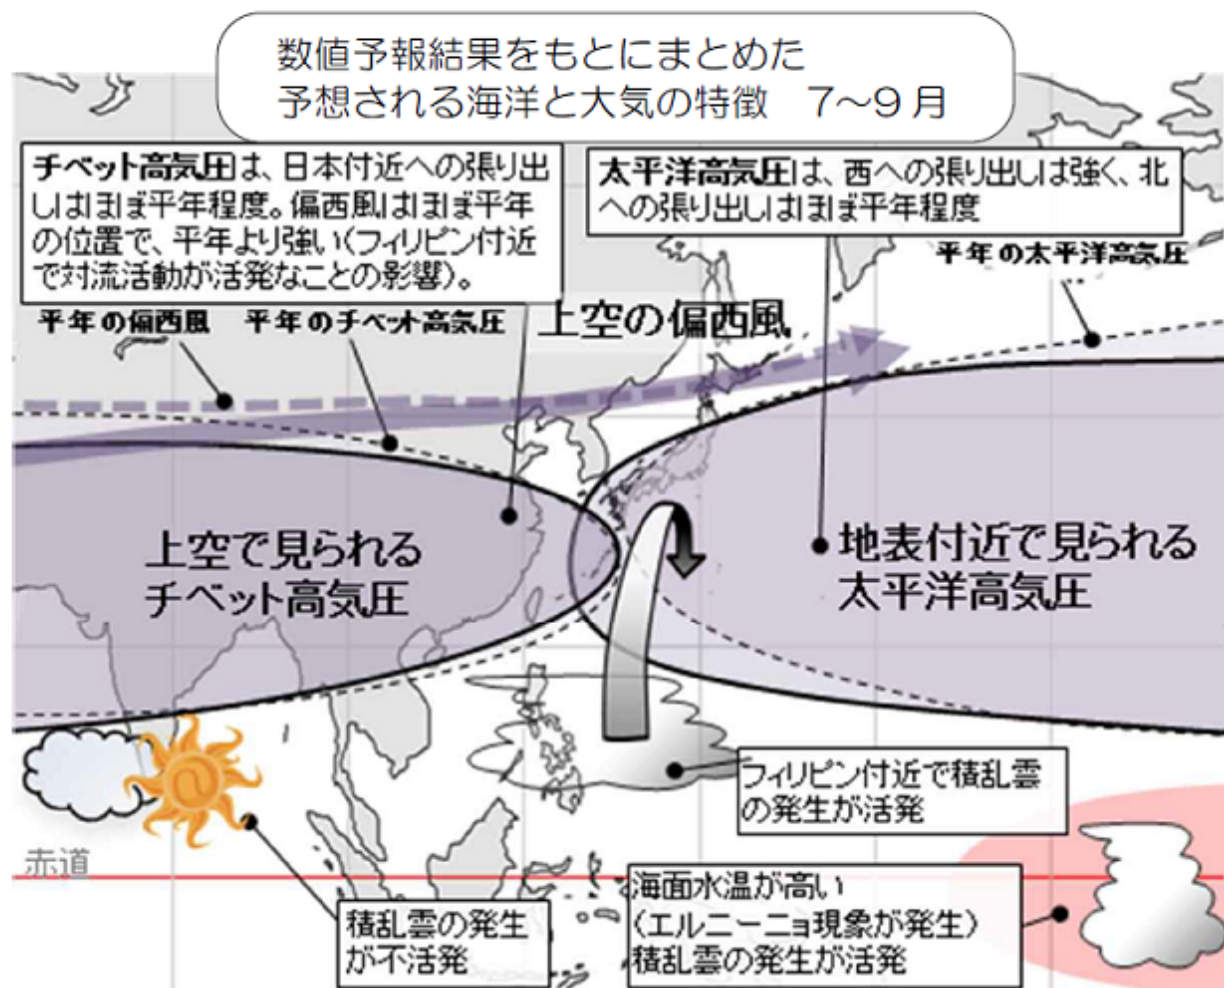 数値予報結果をもとにまとめた
予想される海洋と大気の特徴　7～9月
チベット高気圧は、日本付近への張り出
しはほぼ平年程度。偏西風はほぼ平年
の位置で、平年より強い(フィリピン付近
で対流活動が活発なことの影響)。
太平洋高気圧は、西への張り出しは強く、北
への張り出しはほぼ平年程度
平年の太平洋高気圧
平年の偏西風
平年のチベット高気圧
上空の偏西風
上空で見られる
チベット高気圧
地表付近で見られる
太平洋高気圧
フィリピン付近で積乱雲
の発生が活発
赤道
積乱雲の発生
が不活発
海面水温が高い
(エルニーニョ現象が発生)
積乱雲の発生が活発